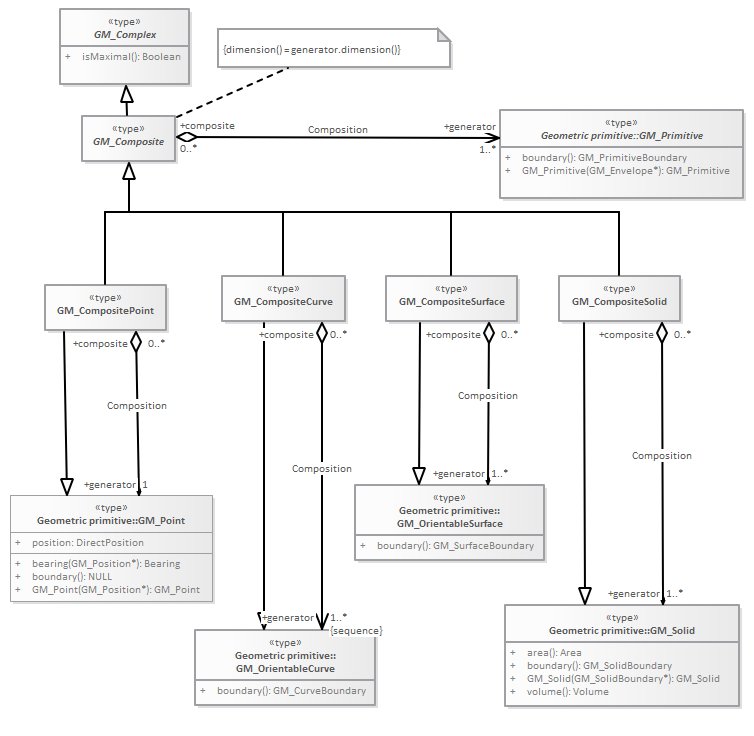 «type»
GM_Complex
+ isMaximal(): Boolean
{dimension() = generator.dimension()}
«type»
GM_Composite
+composite
0..*
Composition
+generator
1..*
«type»
Geometric primitive::GM_Primitive
+ boundary(): GM_PrimitiveBoundary
+ GM_Primitive(GM_Envelope*): GM_Primitive
«type»
GM_CompositePoint
«type»
GM_CompositeCurve
«type»
GM_CompositeSurface
«type»
GM_CompositeSolid
+composite 0..*
+composite 0..*
+composite 0..*
+composite 0..*
Composition
Composition
Composition
Composition
+generator 1
«type»
Geometric primitive::GM_Point
+ position: DirectPosition
+ bearing(GM_Position*): Bearing
+ boundary(): NULL
+ GM_Point(GM_Position*): GM_Point
+generator 1..*
«type»
Geometric primitive::
GM_OrientableSurface
+ boundary(): GM_SurfaceBoundary
+generator 1..*
{sequence}
«type»
Geometric primitive::
GM_OrientableCurve
+ boundary(): GM_CurveBoundary
+generator 1..*
«type»
Geometric primitive::GM_Solid
+ area(): Area
+ boundary(): GM_SolidBoundary
+ GM_Solid(GM_SolidBoundary*): GM_Solid
+ volume(): Volume